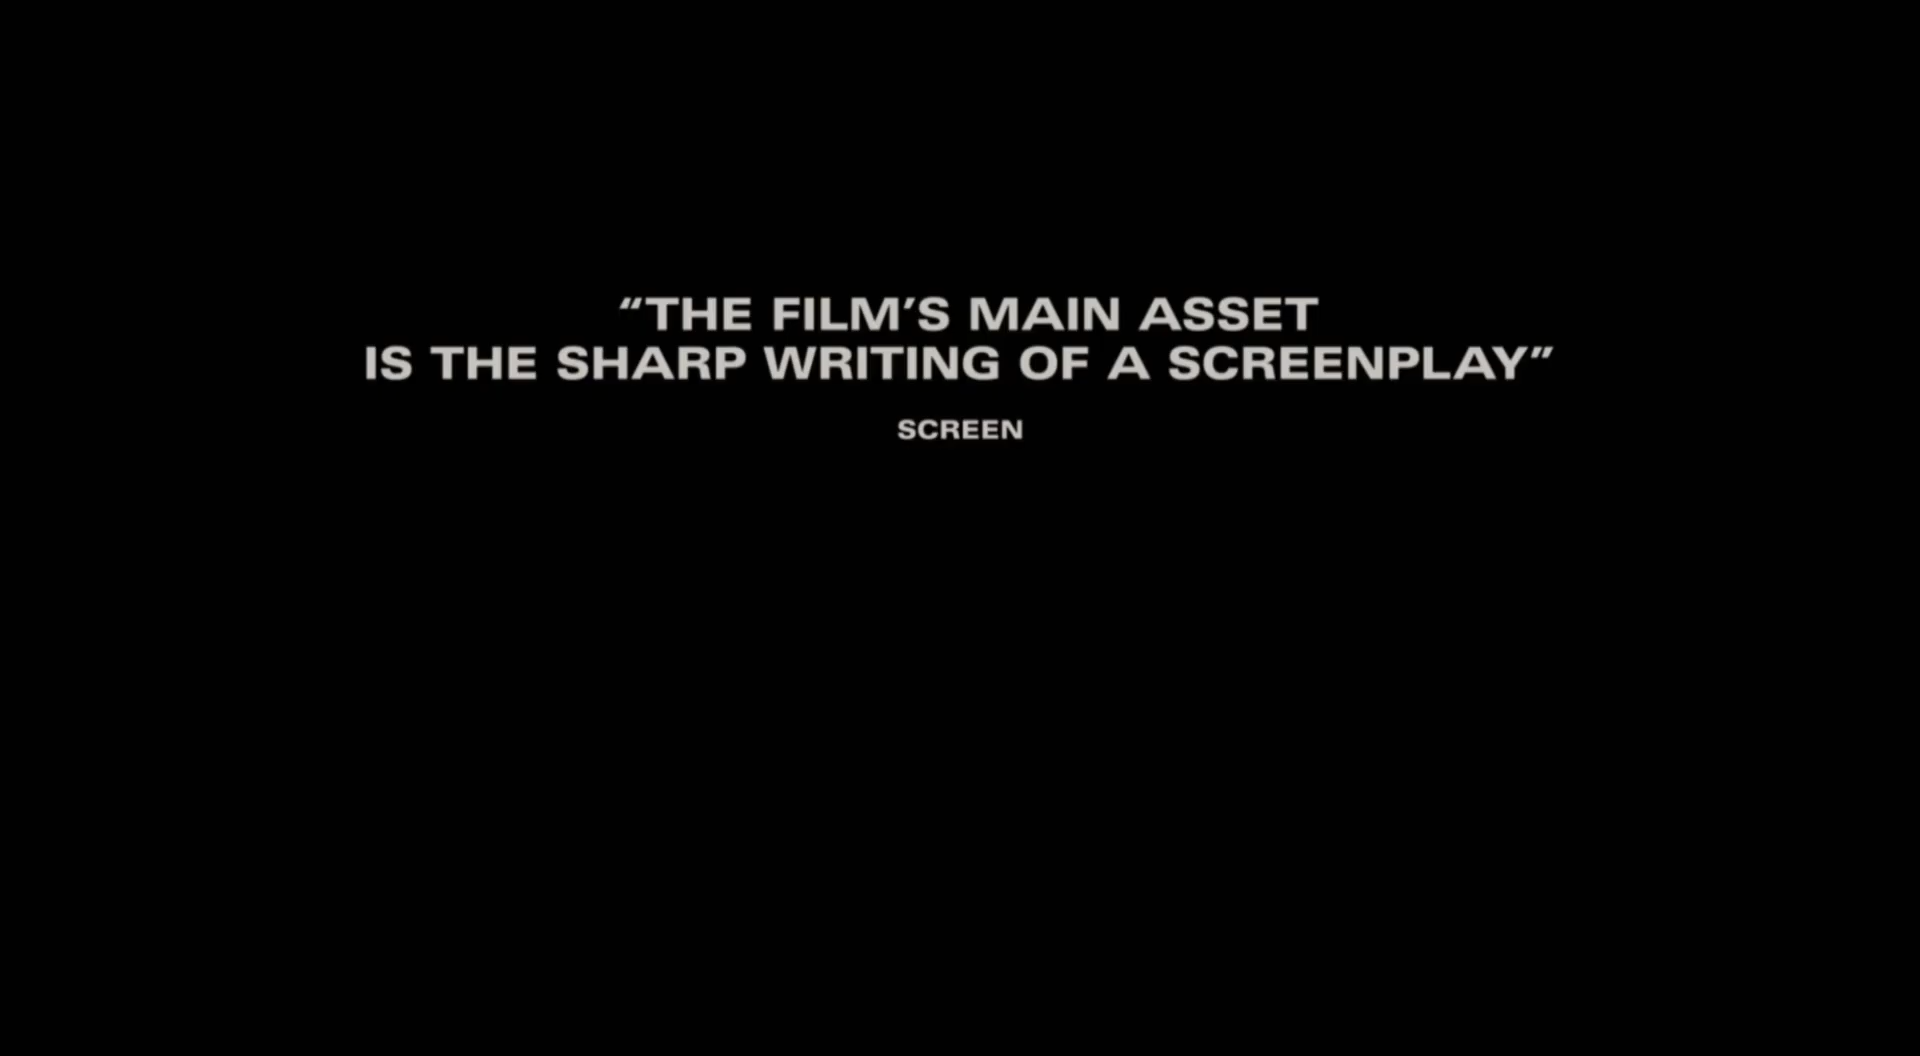 “THE FILM’S MAIN ASSET
IS THE SHARP WRITING OF A SCREENPLAY”
SCREEN